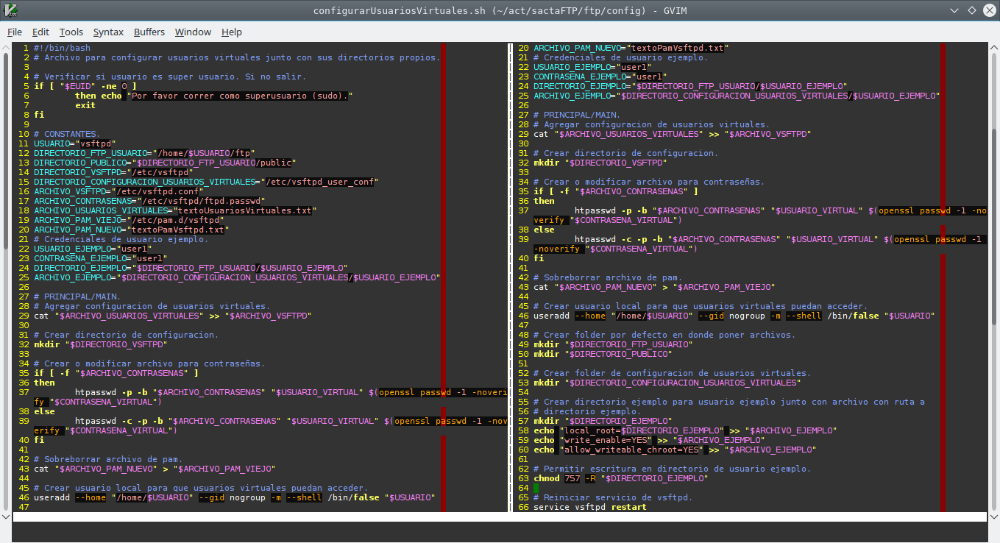 configurarUsuariosVirtuales.sh (~/act/sactaFTP/ftp/config) - GVIM
File Edit Tools Syntax Buffers Window Help
1 #!/bin/bash
2 # Archivo para configurar usuarios virtuales junto con sus directorios propios.
3
4 # Verificar si usuario es super usuario. Si no salir.
5 if [ "$EUID" -ne 0 ]
6 then echo "Por favor correr como superusuario (sudo)."
7 exit
8 fi
9
10 # CONSTANTES.
11 USUARIO="vsftpd"
12 DIRECTORIO_FTP_USUARIO="/home/$USUARIO/ftp"
13 DIRECTORIO_PUBLICO="$DIRECTORIO_FTP_USUARIO/public"
14 DIRECTORIO_VSFTPD="/etc/vsftpd"
15 DIRECTORIO_CONFIGURACION_USUARIOS_VIRTUALES="/etc/vsftpd_user_conf"
16 ARCHIVO_VSFTPD="/etc/vsftpd.conf"
17 ARCHIVO_CONTRASENAS="/etc/vsftpd/ftpd.passwd"
18 ARCHIVO_USUARIOS_VIRTUALES="textoUsuariosVirtuales.txt"
19 ARCHIVO_PAM_VIEJO="/etc/pam.d/vsftpd"
20 ARCHIVO_PAM_NUEVO="textoPamVsftpd.txt"
21 # Credenciales de usuario ejemplo.
22 USUARIO_EJEMPLO="user1"
23 CONTRASENA_EJEMPLO="user1"
24 DIRECTORIO_EJEMPLO="$DIRECTORIO_FTP_USUARIO/$USUARIO_EJEMPLO"
25 ARCHIVO_EJEMPLO="$DIRECTORIO_CONFIGURACION_USUARIOS_VIRTUALES/$USUARIO_EJEMPLO"
26
27 # PRINCIPAL/MAIN.
28 # Agregar configuracion de usuarios virtuales.
29 cat "$ARCHIVO_USUARIOS_VIRTUALES" >> "$ARCHIVO_VSFTPD"
30
31 # Crear directorio de configuracion.
32 mkdir "$DIRECTORIO_VSFTPD"
33
34 # Crear o modificar archivo para contraseñas.
35 if [ -f "$ARCHIVO_CONTRASENAS" ]
36 then
37 htpasswd -p -b "$ARCHIVO_CONTRASENAS" "$USUARIO_VIRTUAL" $(openssl passwd -1 -noveri
fy "$CONTRASENA_VIRTUAL")
38 else
39 htpasswd -c -p -b "$ARCHIVO_CONTRASENAS" "$USUARIO_VIRTUAL" $(openssl passwd -1 -nov
erify "$CONTRASENA_VIRTUAL")
40 fi
41
42 # Sobreborrar archivo de pam.
43 cat "$ARCHIVO_PAM_NUEVO" > "$ARCHIVO_PAM_VIEJO"
44
45 # Crear usuario local para que usuarios virtuales puedan acceder.
46 useradd --home "/home/$USUARIO" --gid nogroup -m --shell /bin/false "$USUARIO"
47
20 ARCHIVO_PAM_NUEVO="textoPamVsftpd.txt"
21 # Credenciales de usuario ejemplo.
22 USUARIO_EJEMPLO="user1"
23 CONTRASENA_EJEMPLO="user1"
24 DIRECTORIO_EJEMPLO="$DIRECTORIO_FTP_USUARIO/$USUARIO_EJEMPLO"
25 ARCHIVO_EJEMPLO="$DIRECTORIO_CONFIGURACION_USUARIOS_VIRTUALES/$USUARIO_EJEMPLO"
26
27 # PRINCIPAL/MAIN.
28 # Agregar configuracion de usuarios virtuales.
29 cat "$ARCHIVO_USUARIOS_VIRTUALES" >> "$ARCHIVO_VSFTPD"
30
31 # Crear directorio de configuracion.
32 mkdir "$DIRECTORIO_VSFTPD"
33
34 # Crear o modificar archivo para contraseñas.
35 if [ -f "$ARCHIVO_CONTRASENAS" ]
36 then
37 htpasswd -p -b "$ARCHIVO_CONTRASENAS" "$USUARIO_VIRTUAL" $(openssl passwd -1 -no
verify "$CONTRASENA_VIRTUAL")
38 else
39 htpasswd -c -p -b "$ARCHIVO_CONTRASENAS" "$USUARIO_VIRTUAL" $(openssl passwd -1
-noverify "$CONTRASENA_VIRTUAL")
40 fi
41
42 # Sobreborrar archivo de pam.
43 cat "$ARCHIVO_PAM_NUEVO" > "$ARCHIVO_PAM_VIEJO"
44
45 # Crear usuario local para que usuarios virtuales puedan acceder.
46 useradd --home "/home/$USUARIO" --gid nogroup -m --shell /bin/false "$USUARIO"
47
48 # Crear folder por defecto en donde poner archivos.
49 mkdir "$DIRECTORIO_FTP_USUARIO"
50 mkdir "$DIRECTORIO_PUBLICO"
51
52 # Crear folder de configuracion de usuarios virtuales.
53 mkdir "$DIRECTORIO_CONFIGURACION_USUARIOS_VIRTUALES"
54
55 # Crear directorio ejemplo para usuario ejemplo junto con archivo con ruta a
56 # directorio ejemplo.
57 mkdir "$DIRECTORIO_EJEMPLO"
58 echo "local_root=$DIRECTORIO_EJEMPLO" >> "$ARCHIVO_EJEMPLO"
59 echo "write_enable=YES" >> "$ARCHIVO_EJEMPLO"
60 echo "allow_writeable_chroot=YES" >> "$ARCHIVO_EJEMPLO"
61
62 # Permitir escritura en directorio de usuario ejemplo.
63 chmod 757 -R "$DIRECTORIO_EJEMPLO"
64
65 # Reiniciar servicio de vsftpd.
66 service vsftpd restart